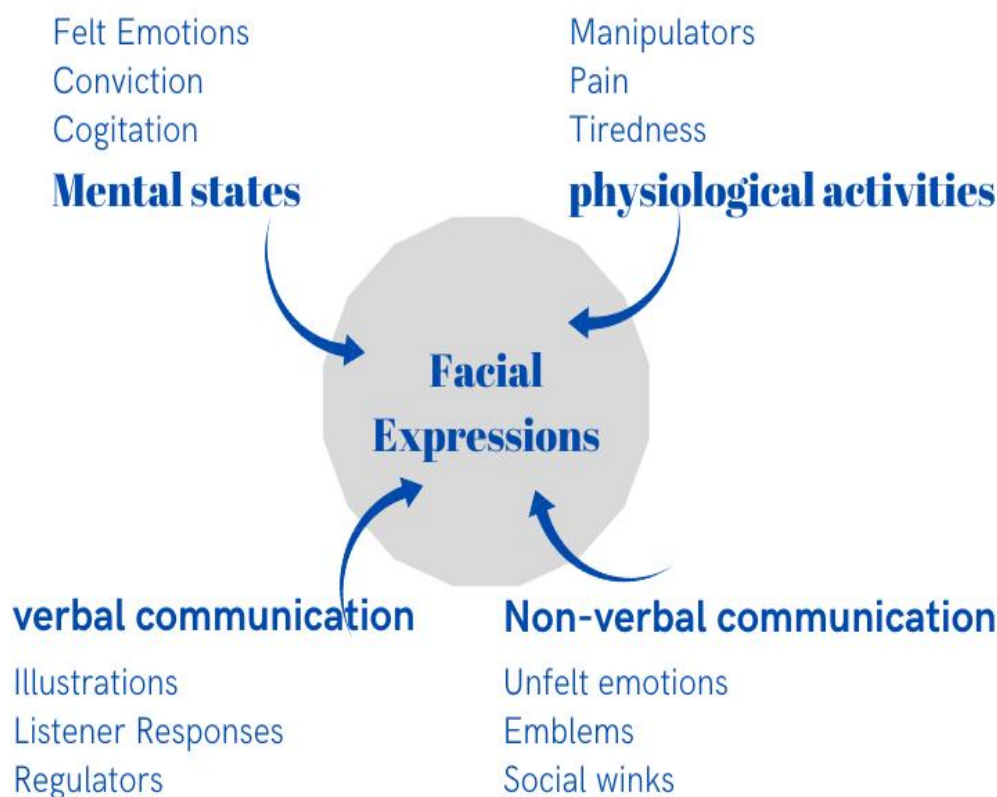 Felt Emotions
Conviction
Cogitation
Mental states
Manipulators
Pain
Tiredness
physiological activities
Facial
Expressions
verbal communication
Illustrations
Listener Responses
Regulators
Non-verbal communication
Unfelt emotions
Emblems
Social winks